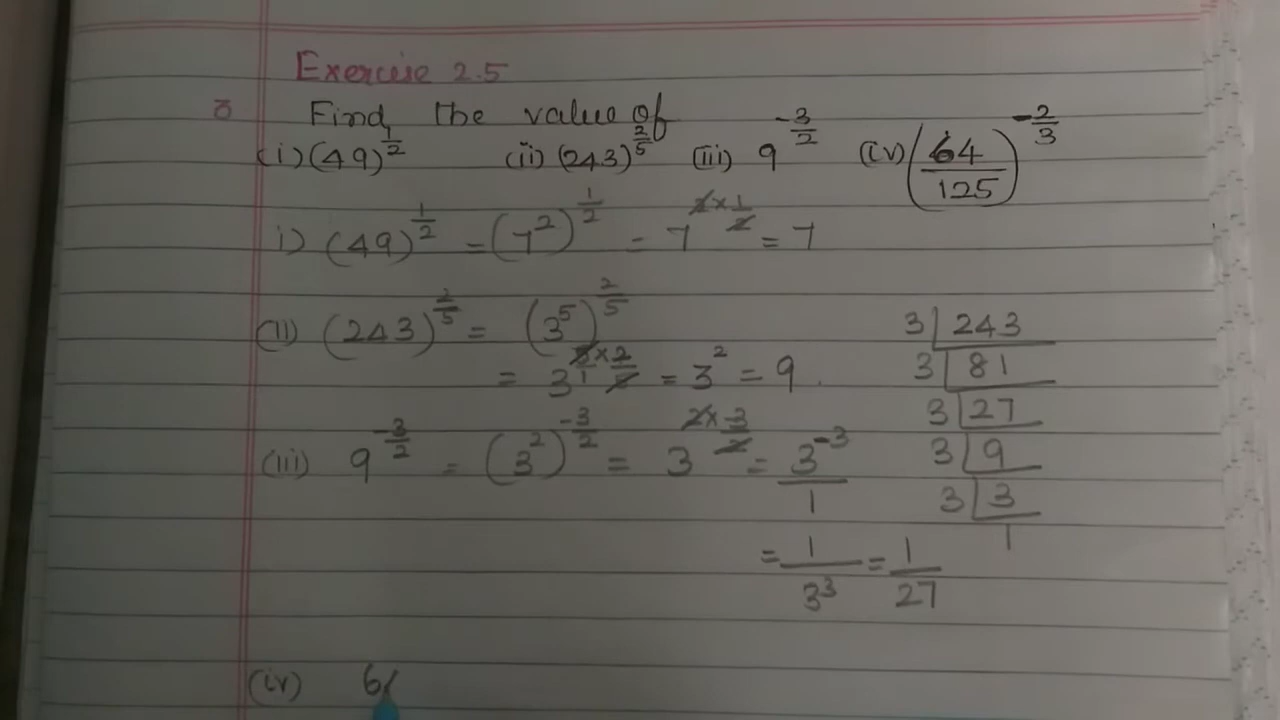 Exercise 2.5
3 Find the value of
(i) (49)^1/2 (ii) (243)^2/5 (iii) 9^-3/2 (iv) (64/125)^-2/3
i) (49)^1/2 = (7^2)^1/2 = 7^2×1/2 = 7
(ii) (243)^2/5 = (3^5)^2/5
= 3^5×2/5 = 3^2 = 9.
(iii) 9^-3/2 = (3^2)^-3/2 = 3^2×-3/2 = 3^-3/1
= 1/3^3 = 1/27
3 | 243
3 | 81
3 | 27
3 | 9
3 | 3
1
(iv) 6